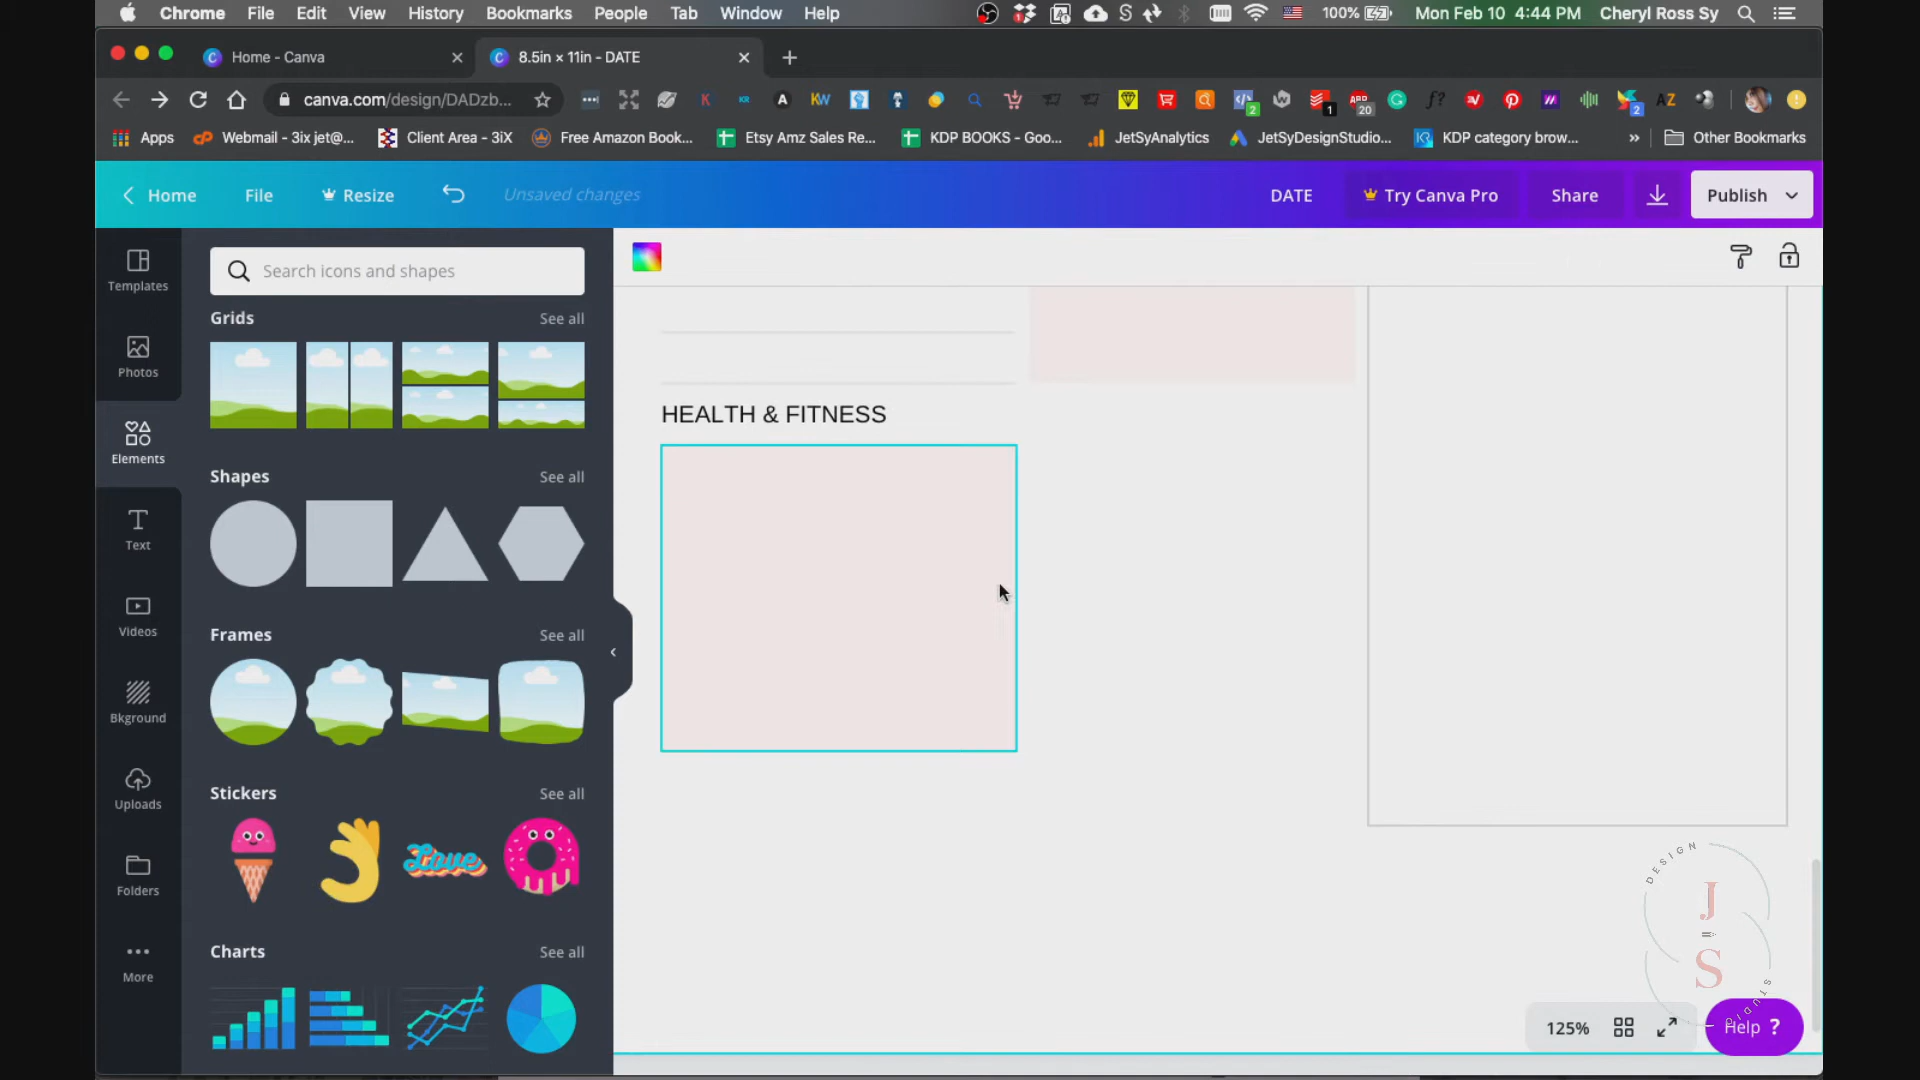 Chrome File Edit View History Bookmarks People Tab Window Help 100% Mon Feb 10 4:44 PM Cheryl Ross Sy
Home - Canva
8.5in × 11in - DATE
canva.com/design/DADzb...
Apps Webmail - 3ix jet@... Client Area - 3iX Free Amazon Book... Etsy Amz Sales Re... KDP BOOKS - Goo... JetSyAnalytics JetSyDesignStudio... KDP category brow... » Other Bookmarks
Home File Resize Unsaved changes DATE Try Canva Pro Share Publish
Templates
Photos
Elements
Text
Videos
Bkground
Uploads
Folders
More
Search icons and shapes
Grids See all
Shapes See all
Frames See all
Stickers See all
Love
Charts See all
HEALTH & FITNESS
DESIGN
J
S
STUDIO
125%
Help ?